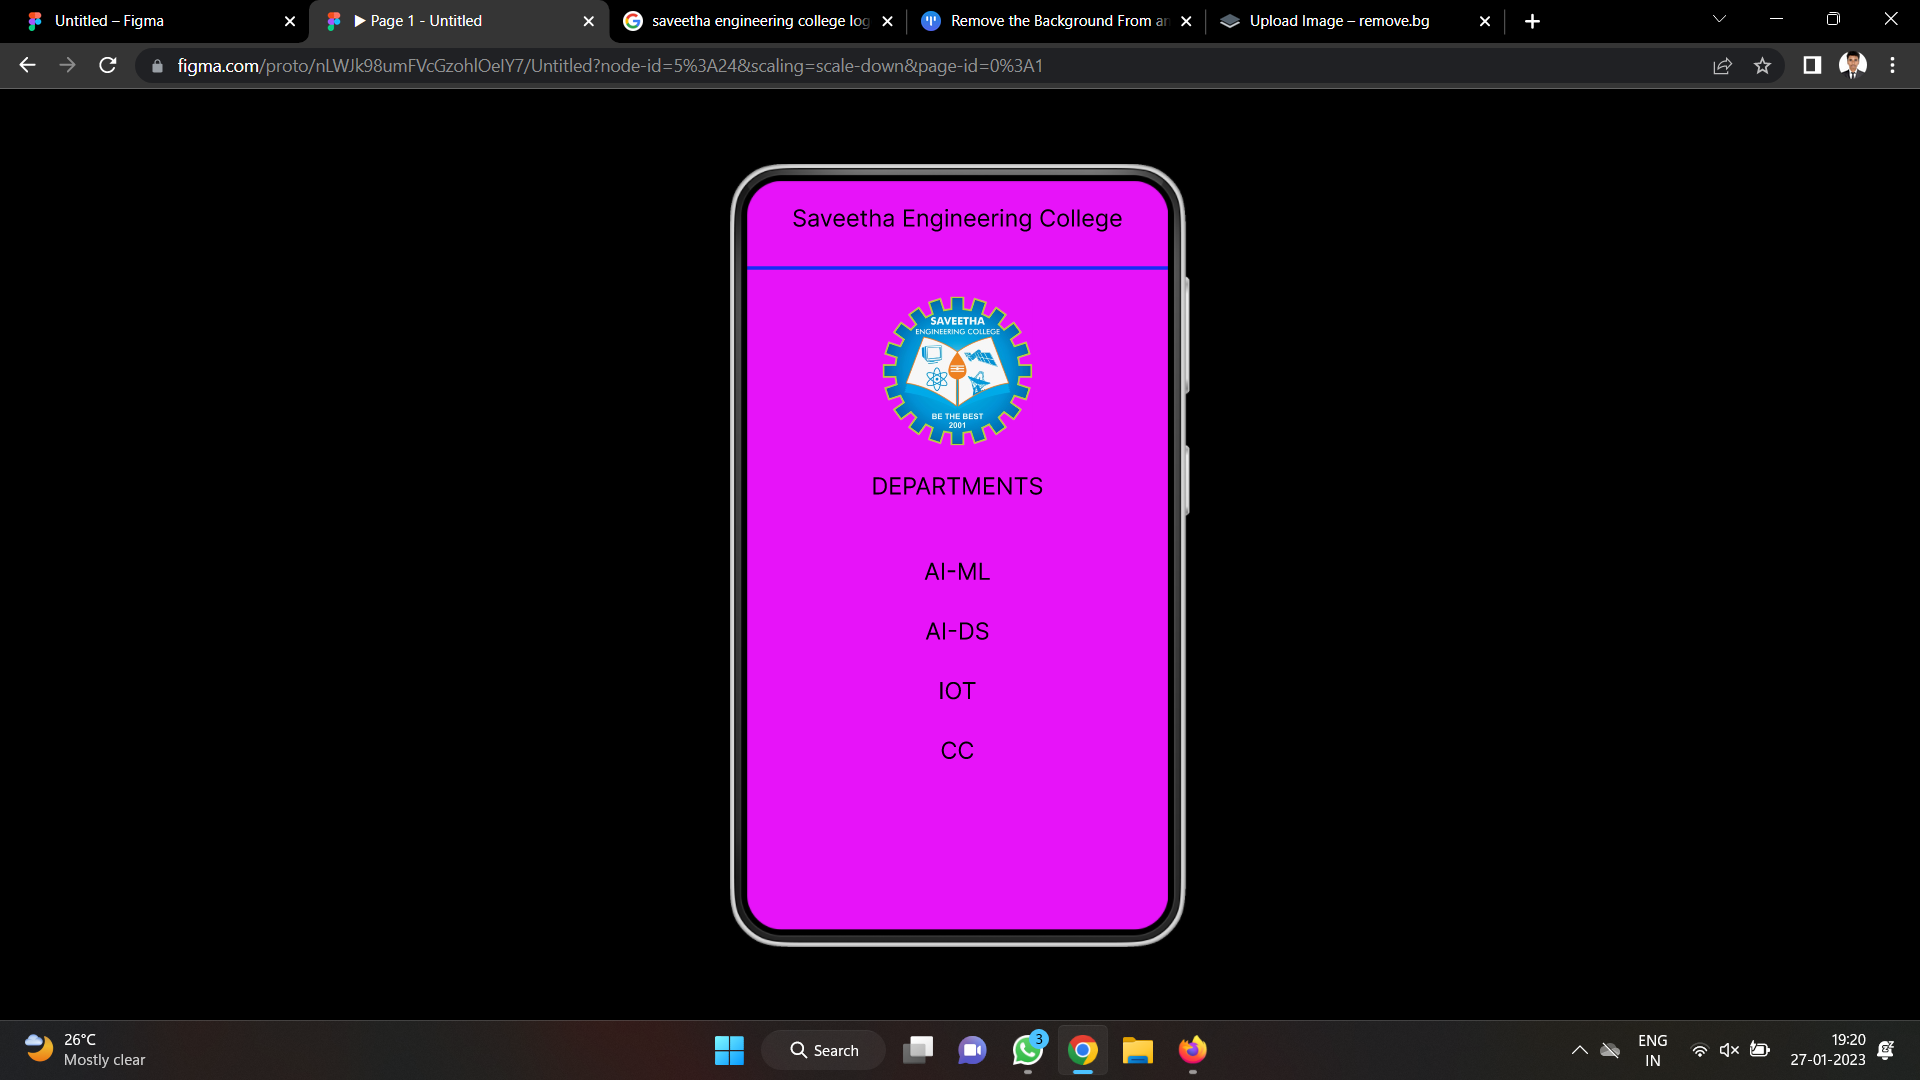 Untitled – Figma
▶ Page 1 - Untitled
saveetha engineering college log
Remove the Background From an
Upload Image – remove.bg
figma.com/proto/nLWJk98umFVcGzohlOeIY7/Untitled?node-id=5%3A24&scaling=scale-down&page-id=0%3A1
Saveetha Engineering College
SAVEETHA
ENGINEERING COLLEGE
BE THE BEST
2001
DEPARTMENTS
AI-ML
AI-DS
IOT
CC
26°C
Mostly clear
Search
3
ENG
IN
19:20
27-01-2023